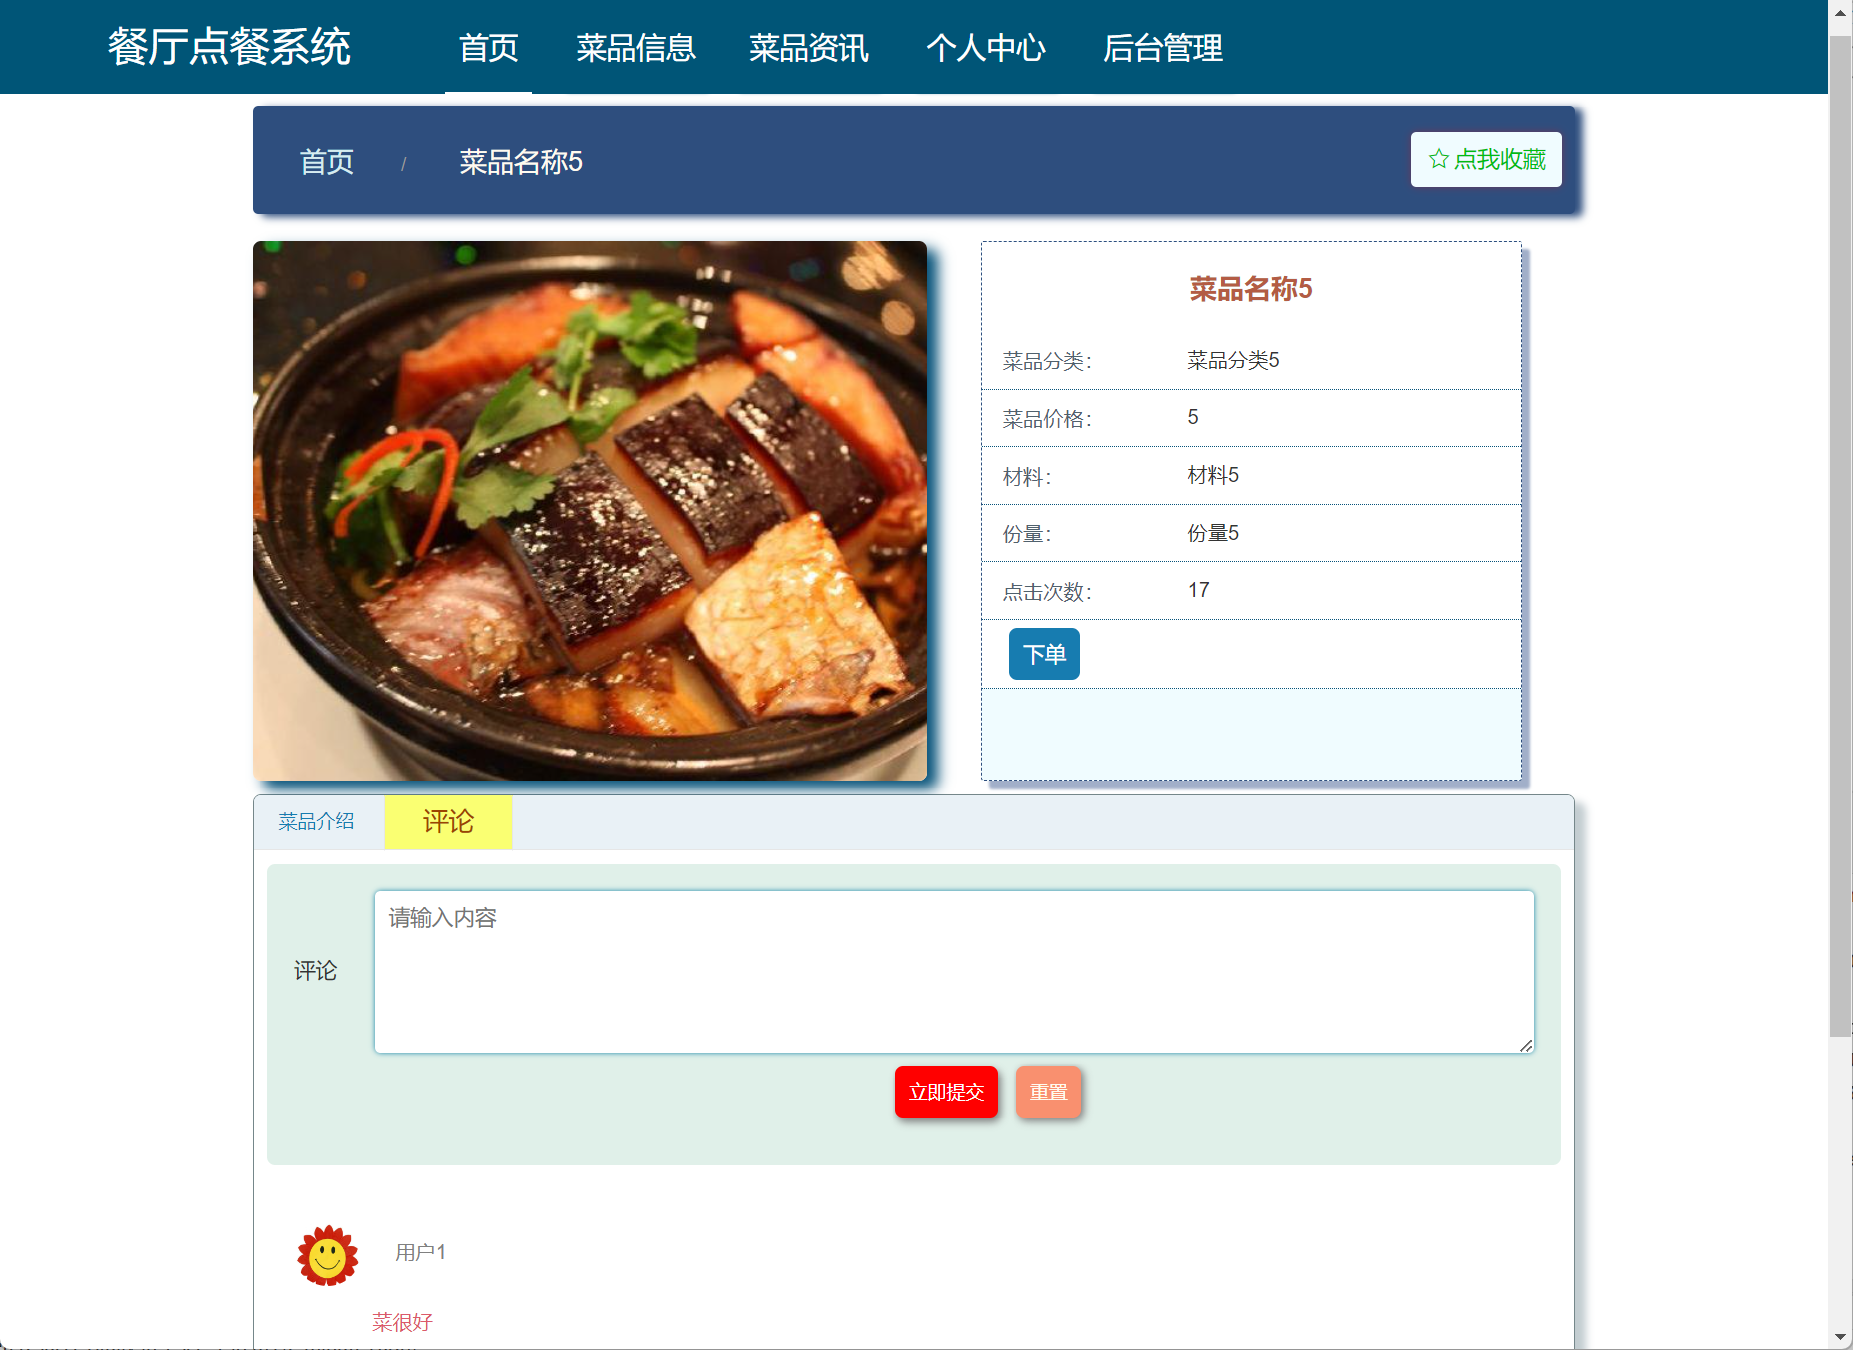 餐厅点餐系统 首页 菜品信息 菜品资讯 个人中心 后台管理
首页 / 菜品名称5 ☆ 点我收藏
菜品名称5
菜品分类： 菜品分类5
菜品价格： 5
材料： 材料5
份量： 份量5
点击次数： 17
下单
菜品介绍 评论
请输入内容
评论
立即提交 重置
用户1
菜很好